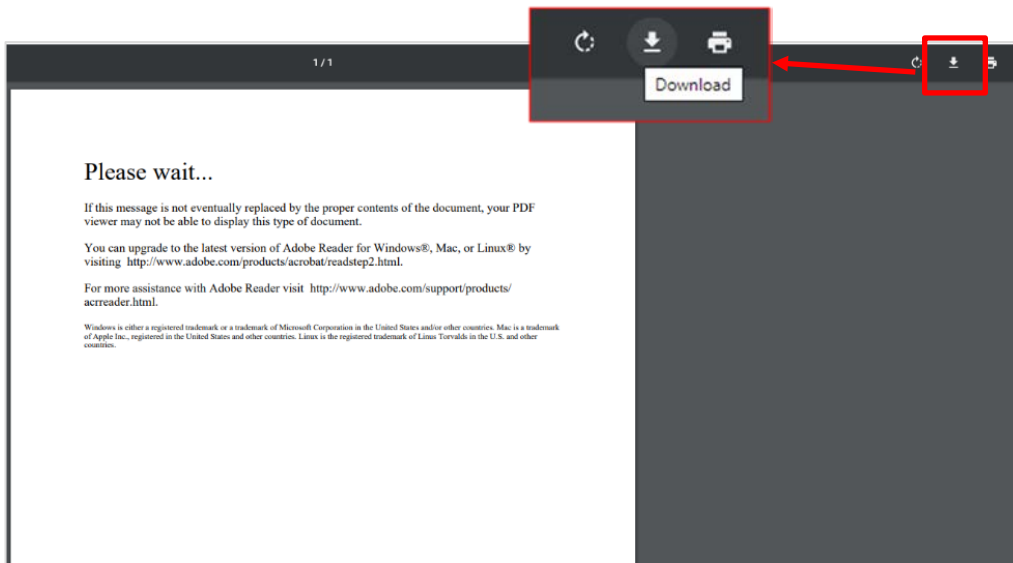 1 / 1
Download
Please wait...
If this message is not eventually replaced by the proper contents of the document, your PDF
viewer may not be able to display this type of document.
You can upgrade to the latest version of Adobe Reader for Windows®, Mac, or Linux® by
visiting http://www.adobe.com/products/acrobat/readstep2.html.
For more assistance with Adobe Reader visit http://www.adobe.com/support/products/
acrreader.html.
Windows is either a registered trademark or a trademark of Microsoft Corporation in the United States and/or other countries. Mac is a trademark
of Apple Inc., registered in the United States and other countries. Linux is the registered trademark of Linus Torvalds in the U.S. and other
countries.